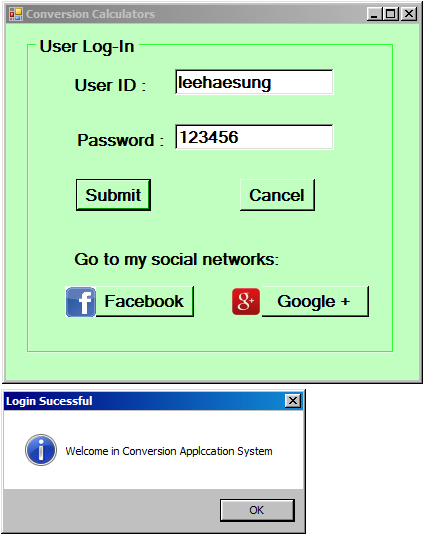 Conversion Calculators
User Log-In
User ID : leehaesung
Password : 123456
Submit Cancel
Go to my social networks:
f Facebook g+ Google +
Login Sucessful
Welcome in Conversion Applccation System
OK